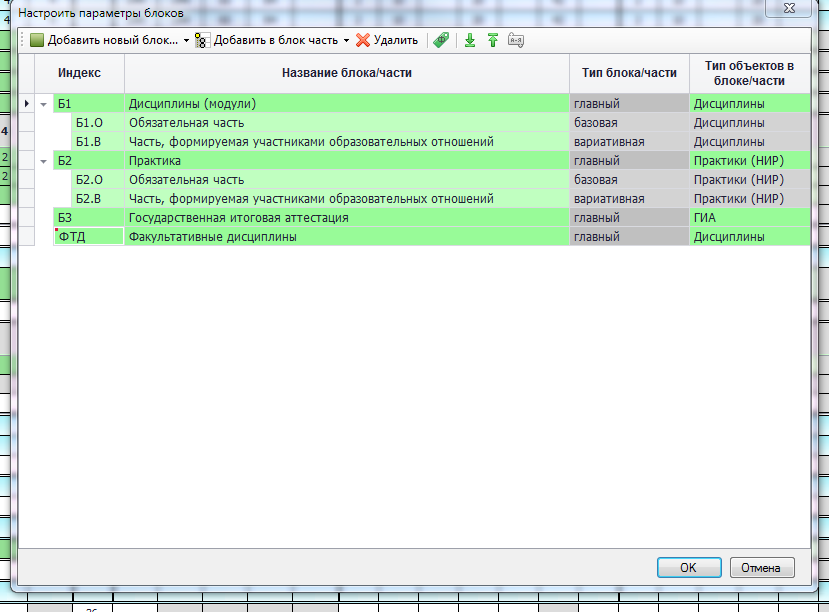 Настроить параметры блоков
Добавить новый блок... Добавить в блок часть Удалить
Индекс Название блока/части Тип блока/части Тип объектов в блоке/части
Б1 Дисциплины (модули) главный Дисциплины
Б1.О Обязательная часть базовая Дисциплины
Б1.В Часть, формируемая участниками образовательных отношений вариативная Дисциплины
Б2 Практика главный Практики (НИР)
Б2.О Обязательная часть базовая Практики (НИР)
Б2.В Часть, формируемая участниками образовательных отношений вариативная Практики (НИР)
Б3 Государственная итоговая аттестация главный ГИА
ФТД Факультативные дисциплины главный Дисциплины
OK Отмена